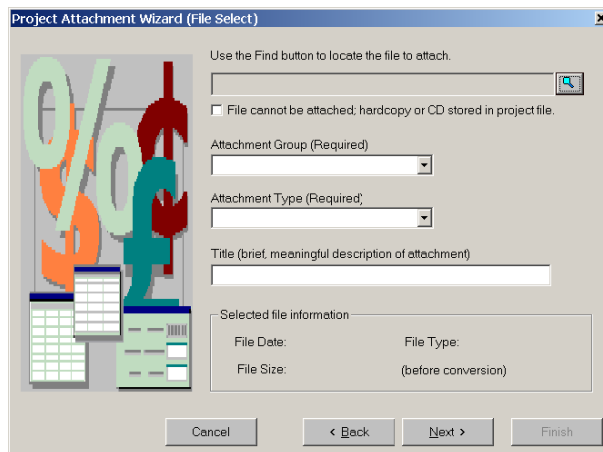 Project Attachment Wizard (File Select)
Use the Find button to locate the file to attach.
File cannot be attached; hardcopy or CD stored in project file.
Attachment Group (Required)
Attachment Type (Required)
Title (brief, meaningful description of attachment)
Selected file information
File Date: File Type:
File Size: (before conversion)
Cancel < Back Next > Finish